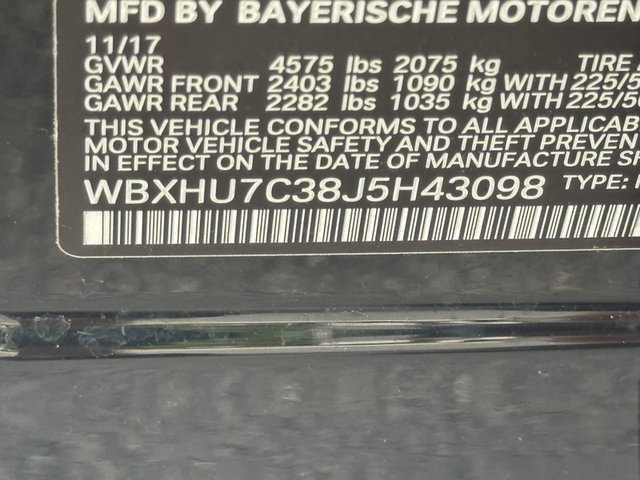 MFD BY BAYERISCHE MOTOREN
11/17
GVWR 4575 lbs 2075 kg TIRE
GAWR FRONT 2403 lbs 1090 kg WITH 225/5
GAWR REAR 2282 lbs 1035 kg WITH 225/5
THIS VEHICLE CONFORMS TO ALL APPLICAB
MOTOR VEHICLE SAFETY AND THEFT PREVEN
IN EFFECT ON THE DATE OF MANUFACTURE S
WBXHU7C38J5H43098 TYPE: